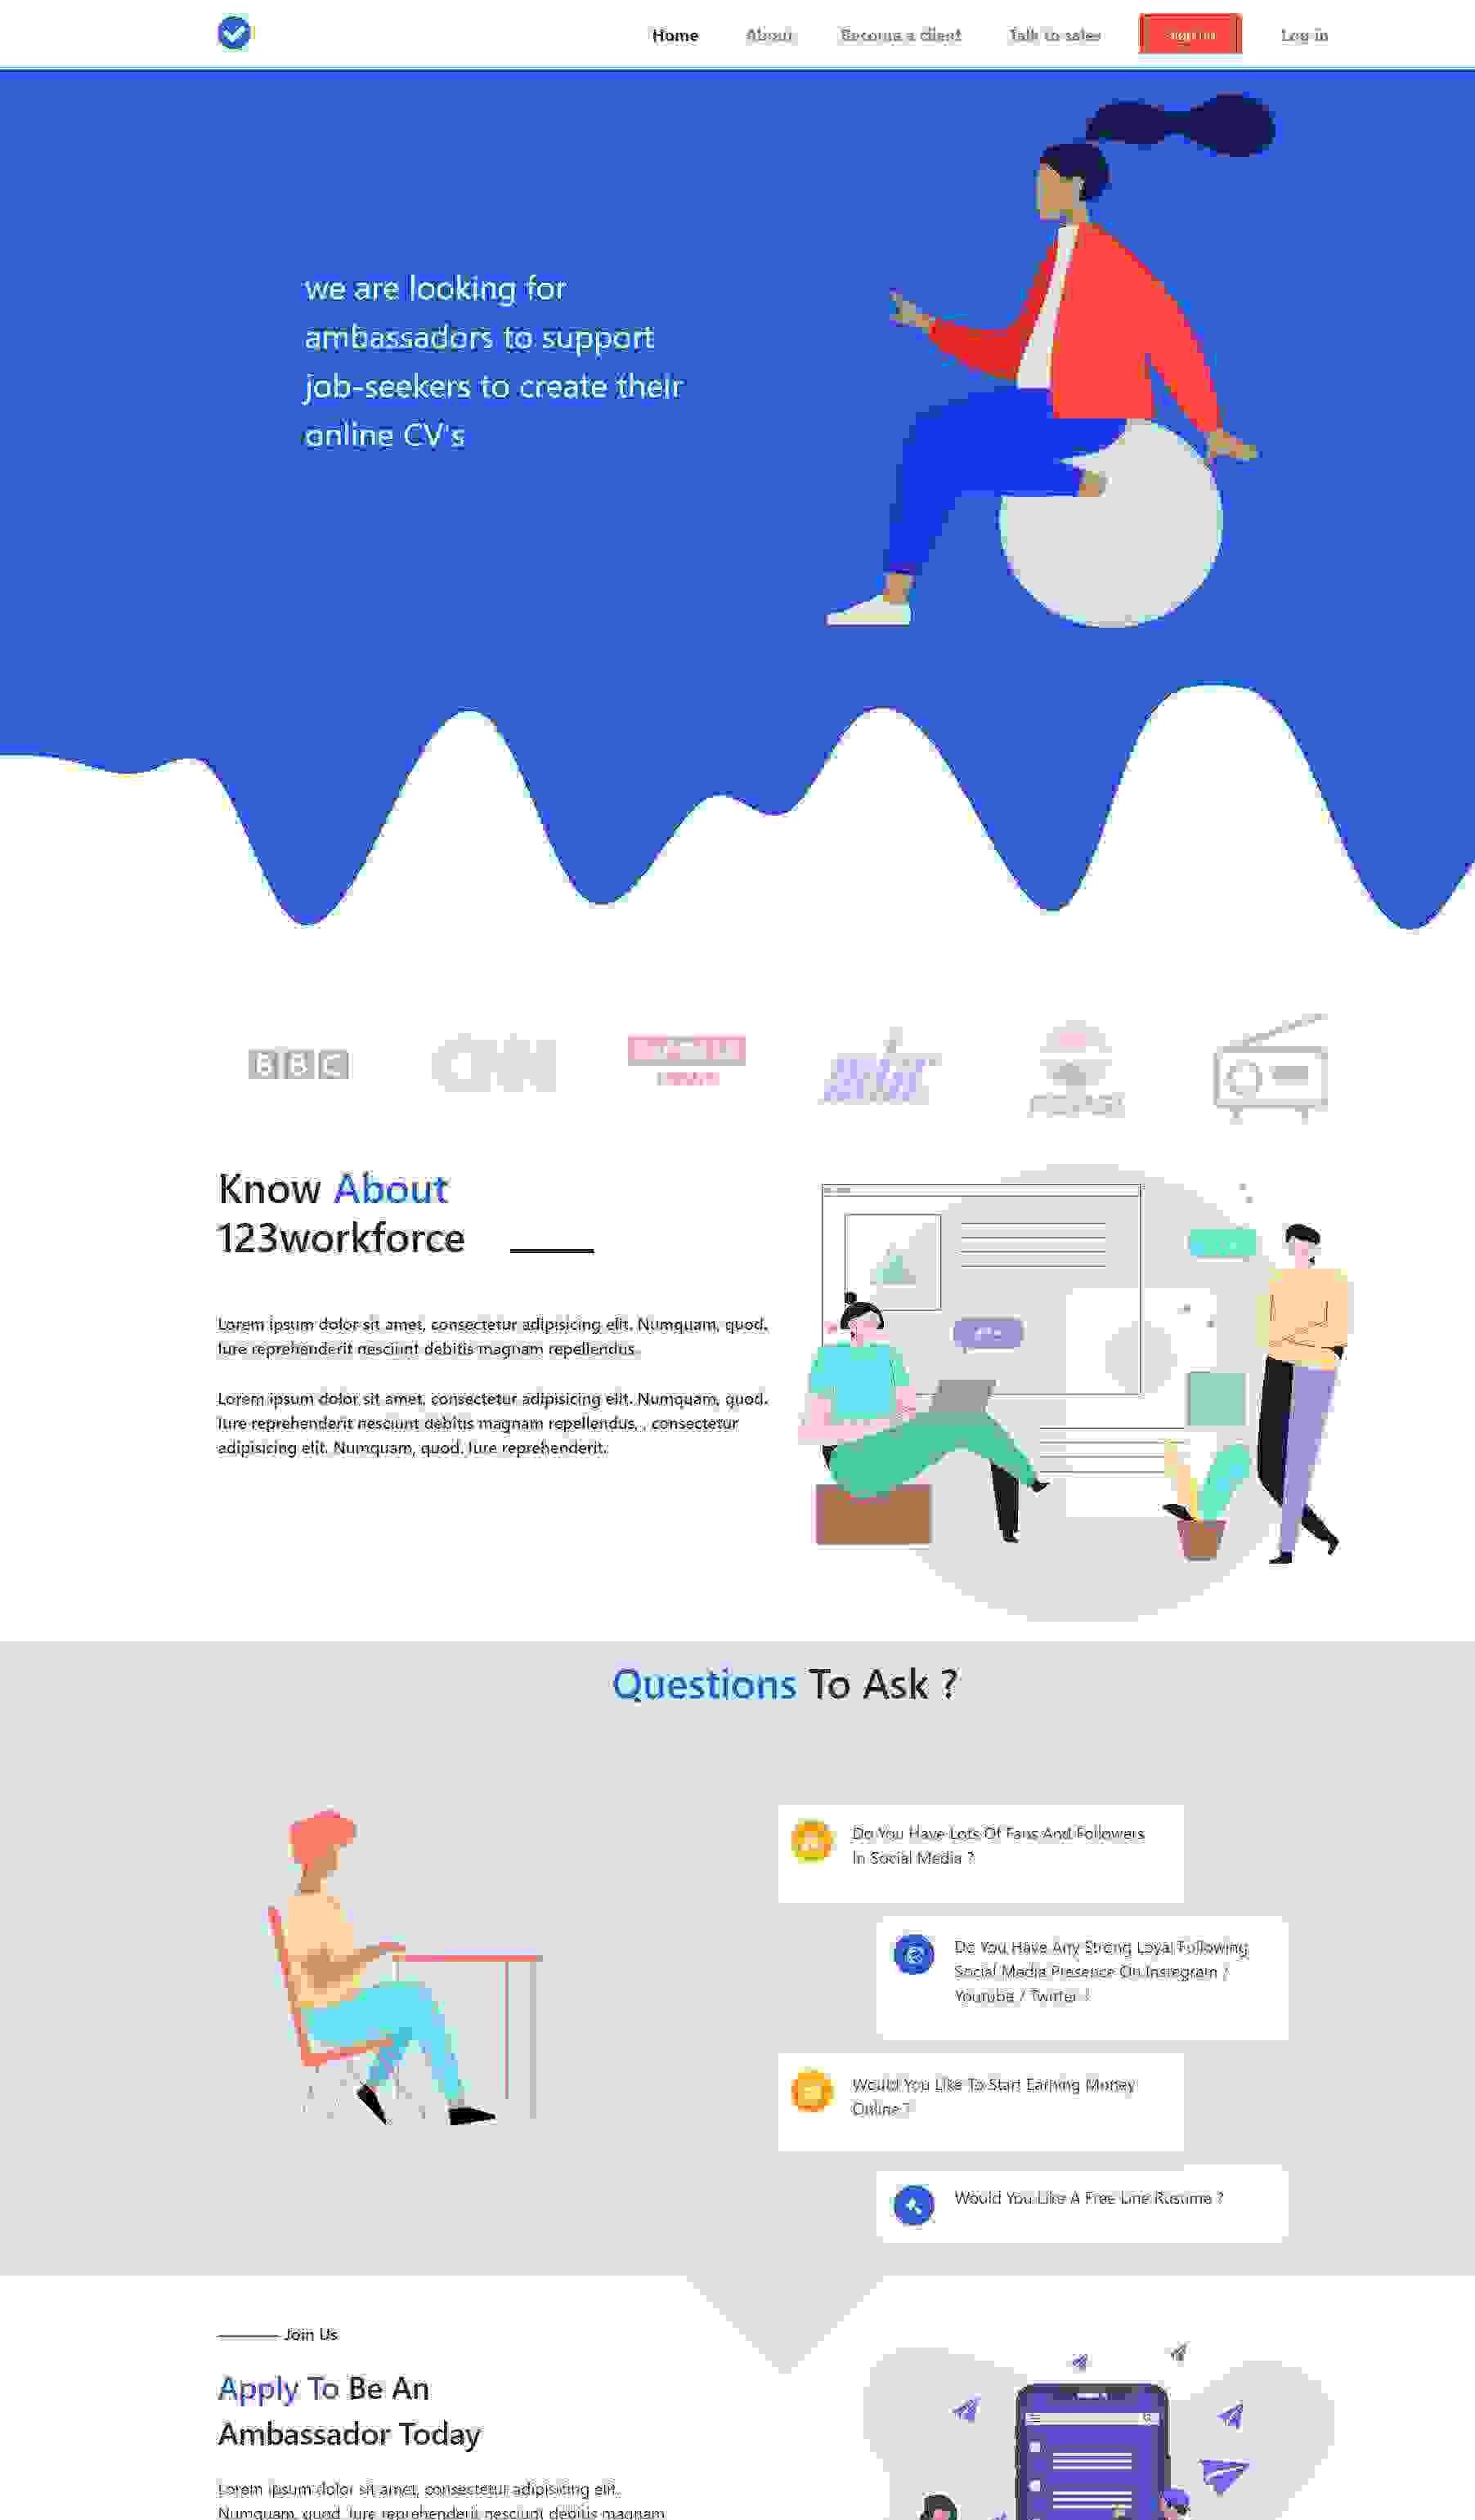 Home About Become a client Talk to sales Sign up Log in
we are looking for
ambassadors to support
job-seekers to create their
online CV's
BBC CNN
Know About
123workforce
Lorem ipsum dolor sit amet, consectetur adipisicing elit. Numquam, quod.
Iure reprehenderit nesciunt debitis magnam repellendus.
Lorem ipsum dolor sit amet, consectetur adipisicing elit. Numquam, quod.
Iure reprehenderit nesciunt debitis magnam repellendus, , consectetur
adipisicing elit. Numquam, quod. Iure reprehenderit.
Questions To Ask ?
Do You Have Lots Of Fans And Followers
In Social Media ?
Do You Have Any Strong Loyal Following
Social Media Presence On Instegram /
Youtube / Twitter ?
Would You Like To Start Earning Money
Online ?
Would You Like A Free Line Rusume ?
Join Us
Apply To Be An
Ambassador Today
Lorem ipsum dolor sit amet, consectetur adipisicing elit.
Numquam, quod. Iure reprehenderit nesciunt debitis magnam